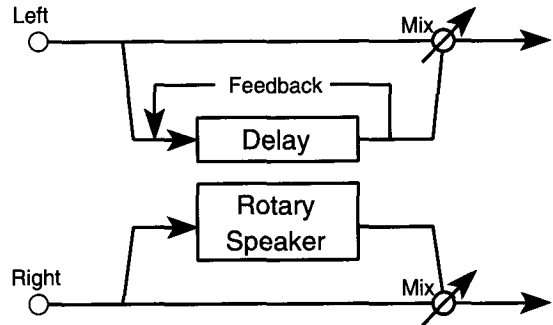 Left
Mix
Feedback
Delay
Rotary
Speaker
Right
Mix